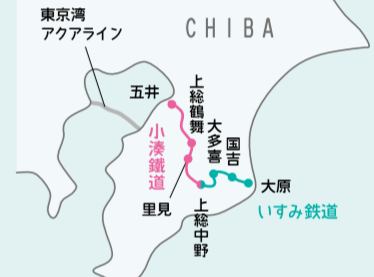 東京湾
アクアライン
CHIBA
五井
上総鶴舞
小湊鐵道
大多喜
国吉
大原
里見
上総中野
いすみ鉄道